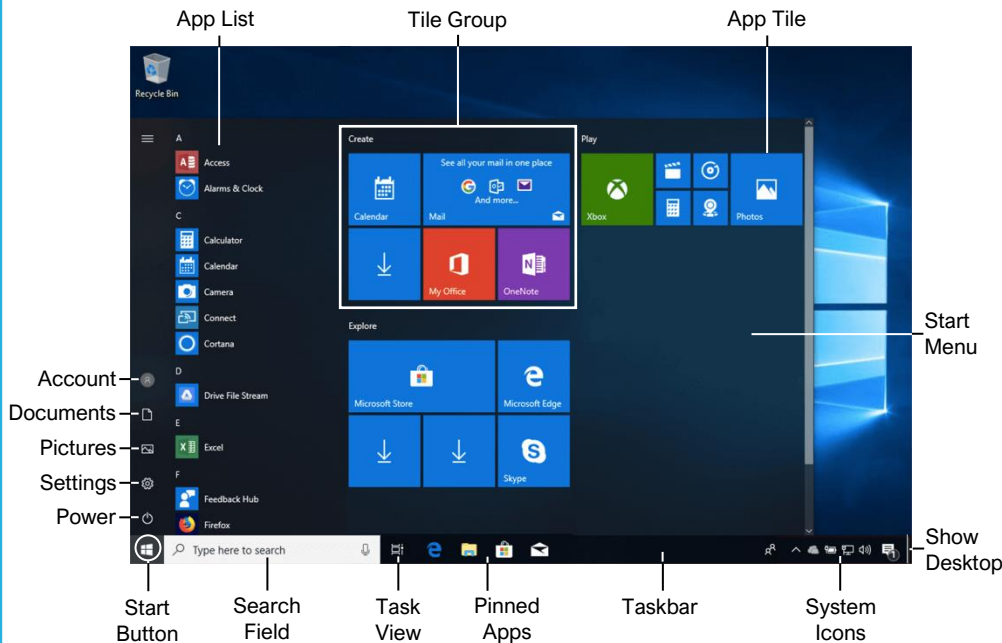 App List
Tile Group
App Tile
Recycle Bin
A
Access
Alarms & Clock
C
Calculator
Calendar
Camera
Connect
Cortana
D
Drive File Stream
E
Excel
F
Feedback Hub
Firefox
Create
See all your mail in one place
And more...
Calendar
Mail
My Office
OneNote
Explore
Microsoft Store
Microsoft Edge
Skype
Play
Xbox
Photos
Start
Menu
Account
Documents
Pictures
Settings
Power
Type here to search
1
Show
Desktop
Start
Button
Search
Field
Task
View
Pinned
Apps
Taskbar
System
Icons